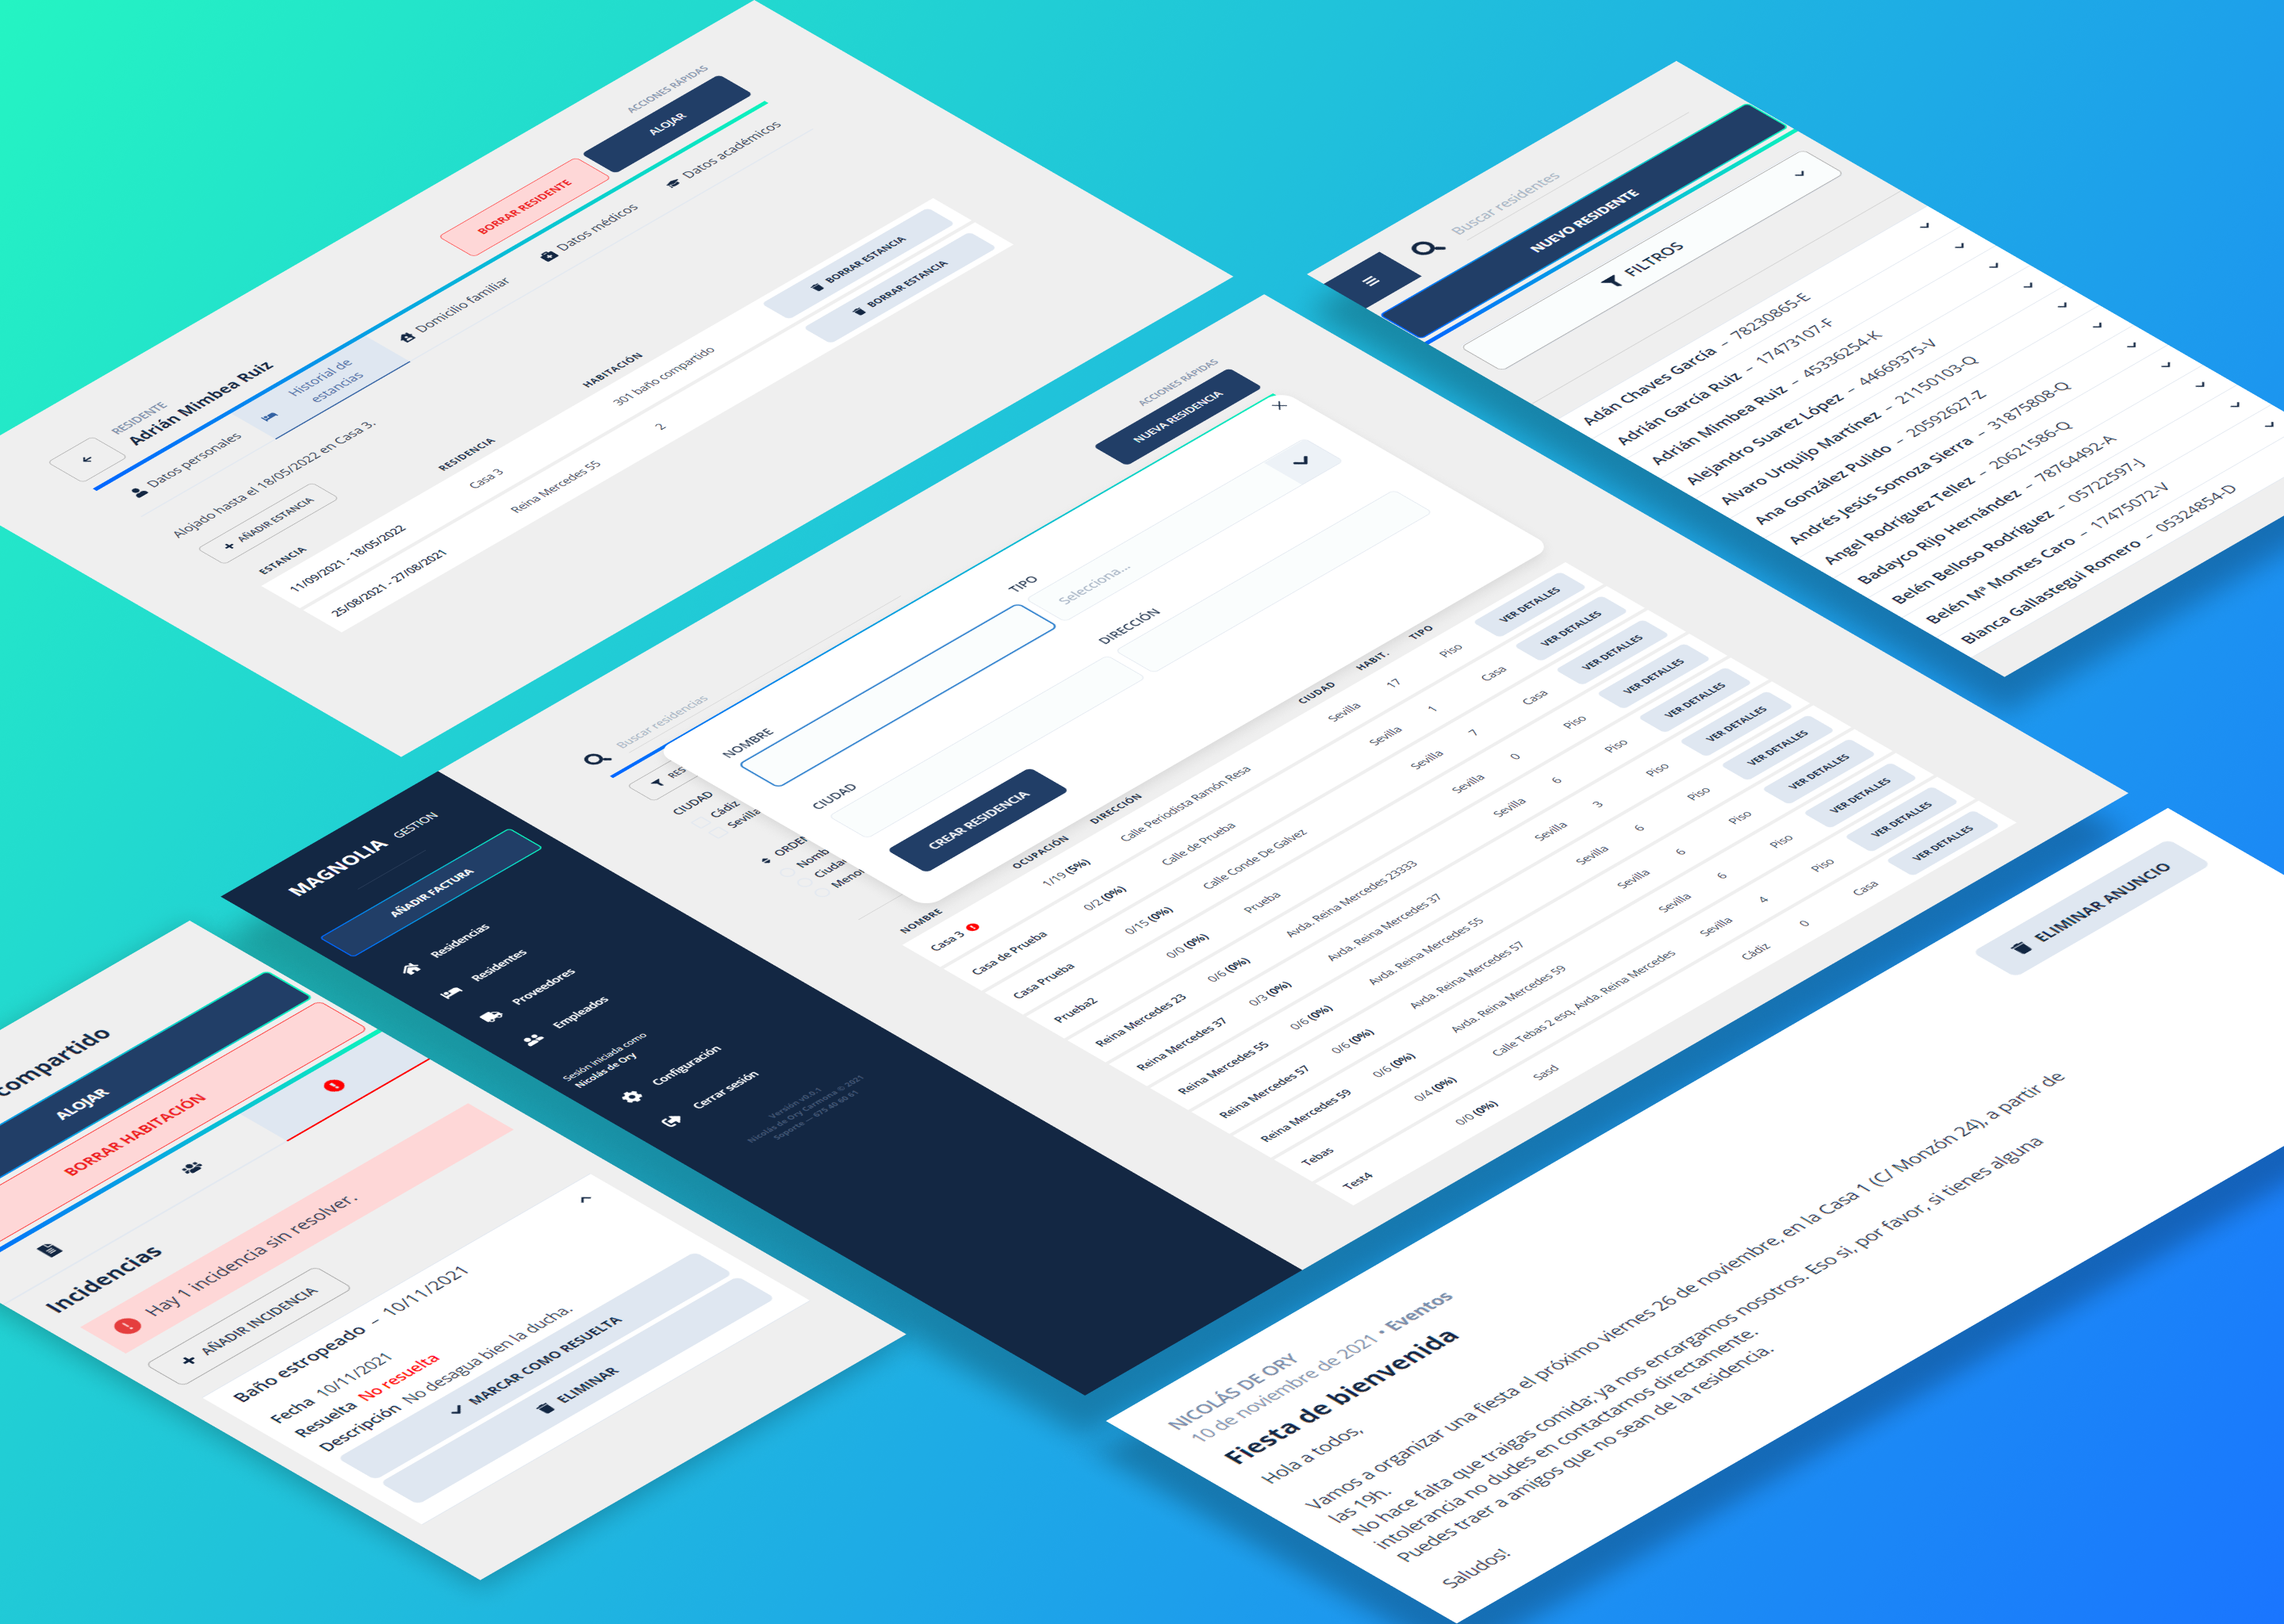 ACCIONES RÁPIDAS
ALOJAR
BORRAR RESIDENTE
RESIDENTE
Adrián Mimbea Ruiz
Datos personales
Historial de
estancias
Domicilio familiar
Datos médicos
Datos académicos
Alojado hasta el 18/05/2022 en Casa 3.
AÑADIR ESTANCIA
ESTANCIA RESIDENCIA HABITACIÓN
11/09/2021 - 18/05/2022 Casa 3 301 baño compartido BORRAR ESTANCIA
25/08/2021 - 27/08/2021 Reina Mercedes 55 2 BORRAR ESTANCIA
Buscar residentes
NUEVO RESIDENTE
FILTROS
Adán Chaves García – 78230865-E
Adrián García Ruiz – 17473107-F
Adrián Mimbea Ruiz – 45336254-K
Alejandro Suarez López – 44669375-V
Alvaro Urquijo Martínez – 21150103-Q
Ana González Pulido – 20592627-Z
Andrés Jesús Somoza Sierra – 31875808-Q
Angel Rodríguez Tellez – 20621586-Q
Badayco Rijo Hernández – 78764492-A
Belén Belloso Rodríguez – 05722597-J
Belén Mª Montes Caro – 17475072-V
Blanca Gallastegui Romero – 05324854-D
MAGNOLIA GESTION
AÑADIR FACTURA
Residencias
Residentes
Proveedores
Empleados
Sesión iniciada como
Nicolás de Ory
Configuración
Cerrar sesión
Versión v0.0.1
Nicolás de Ory Carmona © 2021
Soporte — 675 40 60 61
Buscar residencias
ACCIONES RÁPIDAS
NUEVA RESIDENCIA
RES
CIUDAD
Cádiz
Sevilla
ORDE
Nomb
Ciuda
Meno
NOMBRE
TIPO
Selecciona...
CIUDAD
DIRECCIÓN
CREAR RESIDENCIA
NOMBRE OCUPACIÓN DIRECCIÓN CIUDAD HABIT. TIPO
Casa 3 1/19 (5%) Calle Periodista Ramón Resa Sevilla 17 Piso VER DETALLES
Casa de Prueba 0/2 (0%) Calle de Prueba Sevilla 1 Casa VER DETALLES
Casa Prueba 0/15 (0%) Calle Conde De Galvez Sevilla 7 Casa VER DETALLES
Prueba2 0/0 (0%) Prueba Sevilla 0 Piso VER DETALLES
Reina Mercedes 23 0/6 (0%) Avda. Reina Mercedes 23333 Sevilla 6 Piso VER DETALLES
Reina Mercedes 37 0/3 (0%) Avda. Reina Mercedes 37 Sevilla 3 Piso VER DETALLES
Reina Mercedes 55 0/6 (0%) Avda. Reina Mercedes 55 Sevilla 6 Piso VER DETALLES
Reina Mercedes 57 0/6 (0%) Avda. Reina Mercedes 57 Sevilla 6 Piso VER DETALLES
Reina Mercedes 59 0/6 (0%) Avda. Reina Mercedes 59 Sevilla 6 Piso VER DETALLES
Tebas 0/4 (0%) Calle Tebas 2 esq. Avda. Reina Mercedes Sevilla 4 Piso VER DETALLES
Test4 0/0 (0%) Sasd Cádiz 0 Casa VER DETALLES
compartido
ALOJAR
BORRAR HABITACIÓN
Incidencias
Hay 1 incidencia sin resolver.
AÑADIR INCIDENCIA
Baño estropeado – 10/11/2021
Fecha 10/11/2021
Resuelta No resuelta
Descripción No desagua bien la ducha.
MARCAR COMO RESUELTA
ELIMINAR
ELIMINAR ANUNCIO
NICOLÁS DE ORY
10 de noviembre de 2021 • Eventos
Fiesta de bienvenida
Hola a todos,
Vamos a organizar una fiesta el próximo viernes 26 de noviembre, en la Casa 1 (C/ Monzón 24), a partir de
las 19h.
No hace falta que traigas comida; ya nos encargamos nosotros. Eso si, por favor, si tienes alguna
intolerancia no dudes en contactarnos directamente.
Puedes traer a amigos que no sean de la residencia.
Saludos!